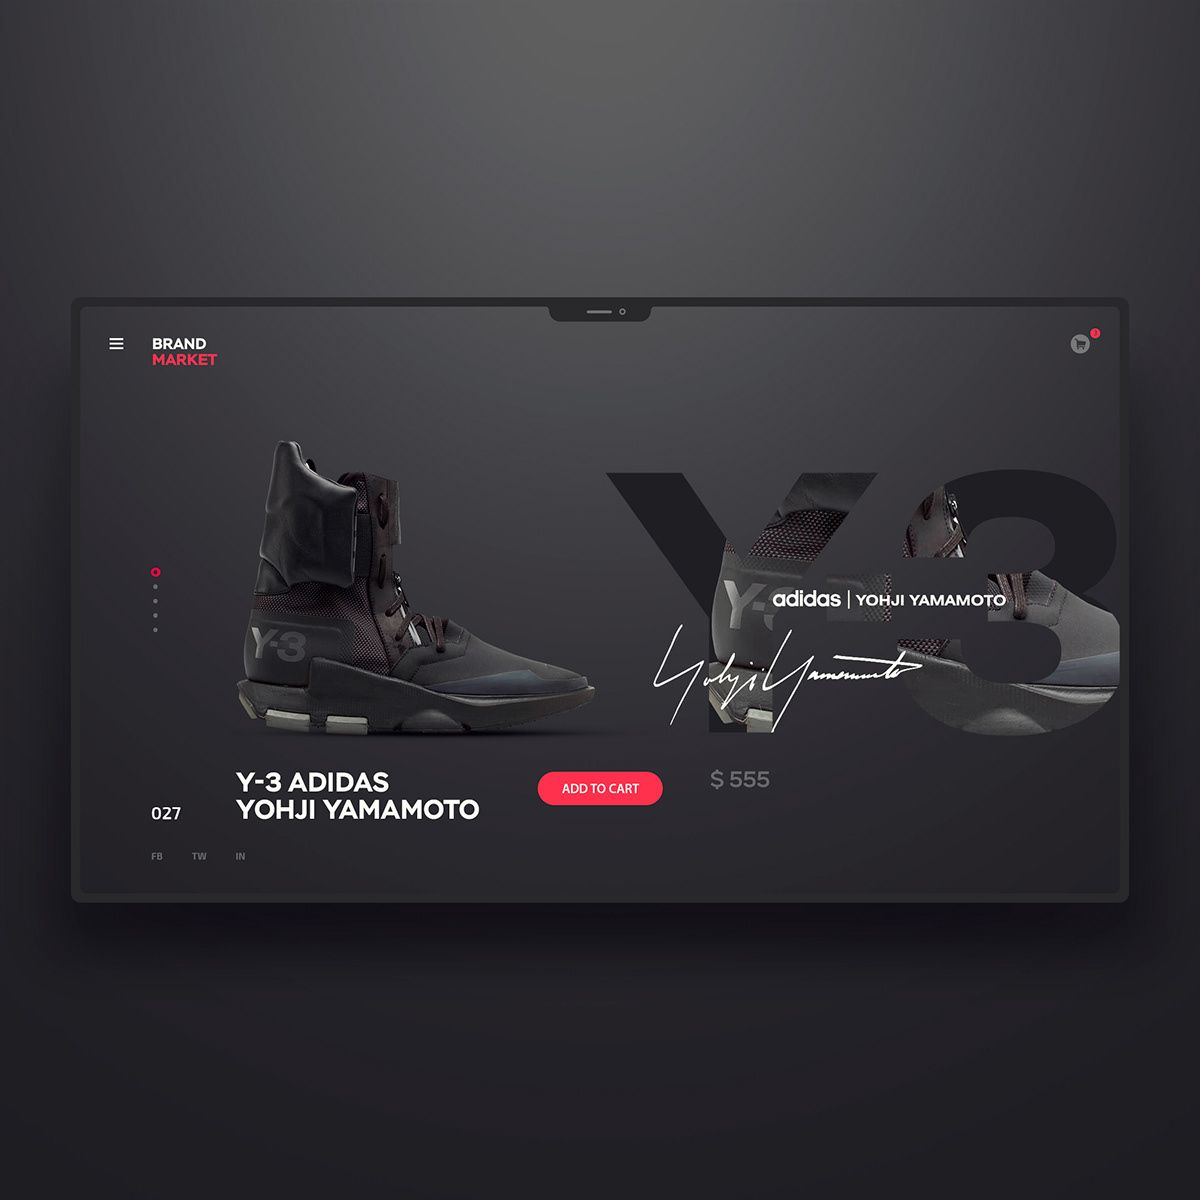 BRAND
MARKET
Y-3
Y-3
Y-3
adidas | YOHJI YAMAMOTO
Yohji Yamamoto
Y-3 ADIDAS
YOHJI YAMAMOTO
ADD TO CART
$ 555
027
FB TW IN